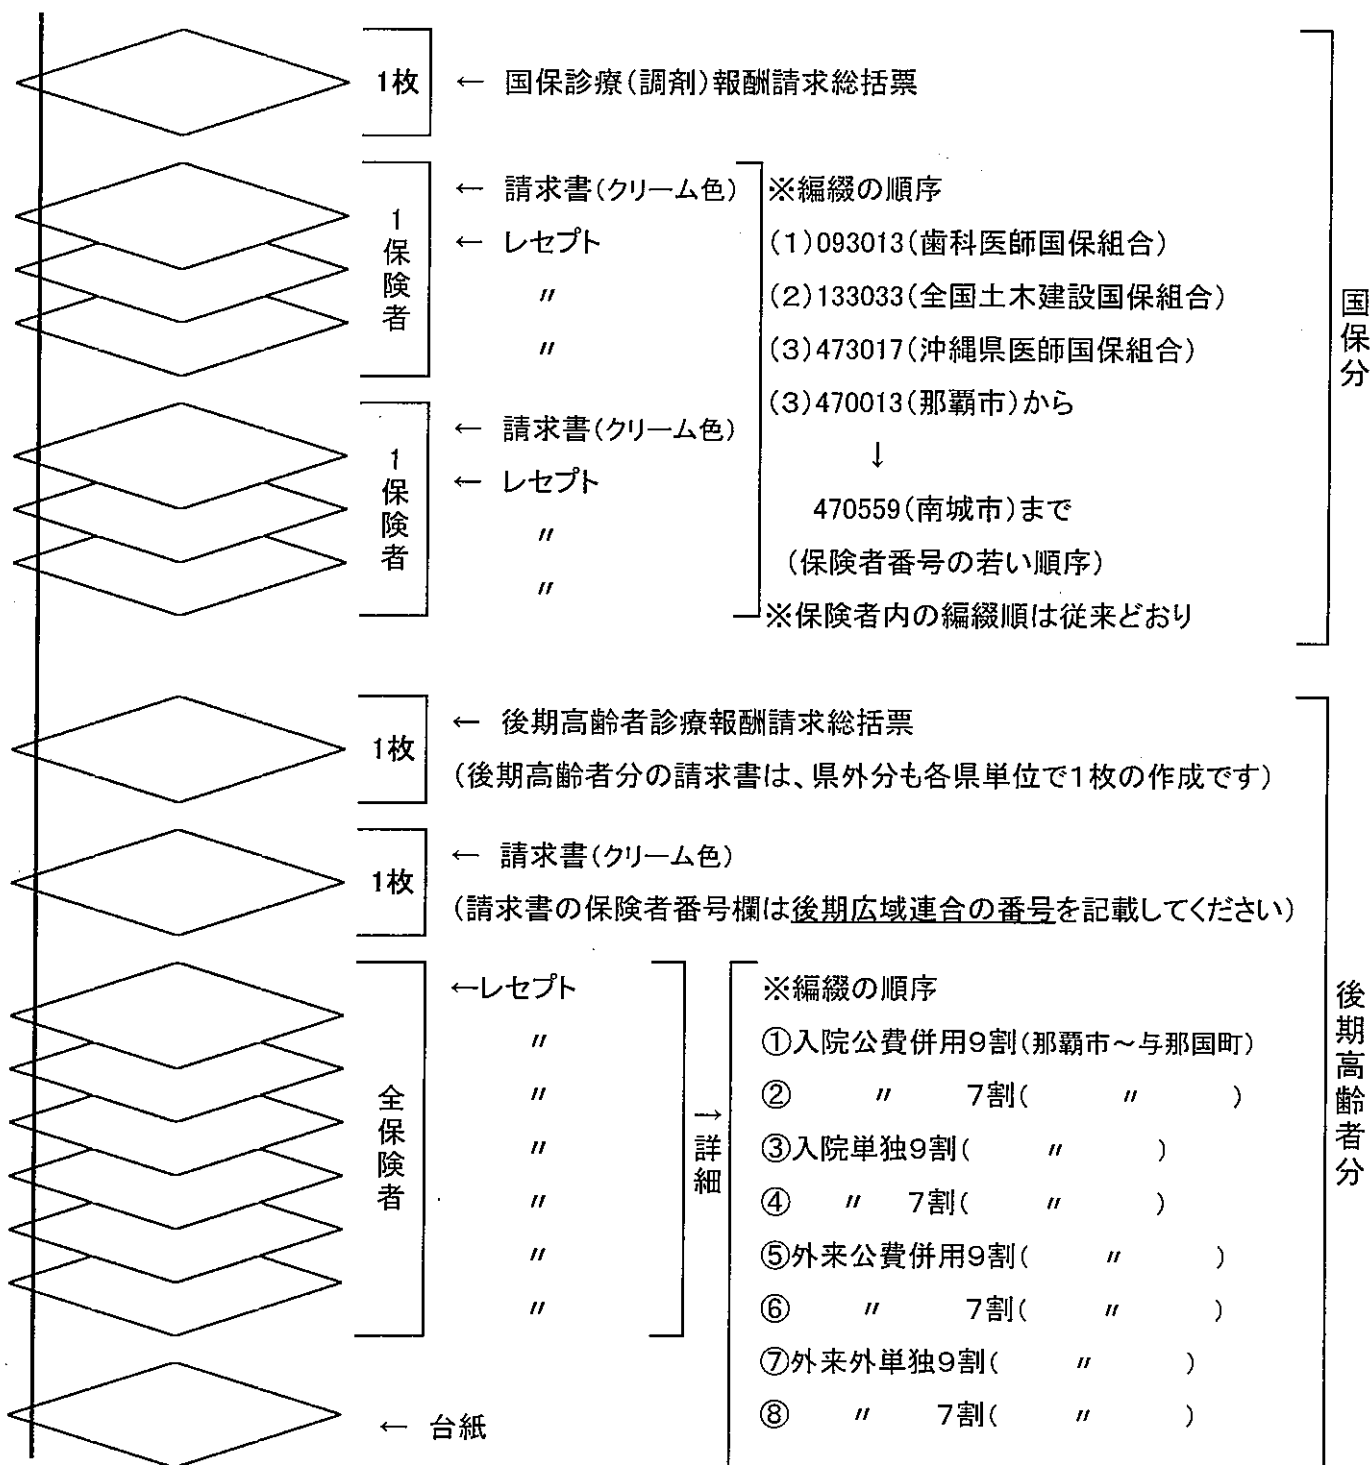 1枚
← 国保診療(調剤)報酬請求総括票
1保険者
← 請求書(クリーム色)
← レセプト
〃
〃
1保険者
← 請求書(クリーム色)
← レセプト
〃
〃
※編綴の順序
(1)093013(歯科医師国保組合)
(2)133033(全国土木建設国保組合)
(3)473017(沖縄県医師国保組合)
(3)470013(那覇市)から
↓
470559(南城市)まで
(保険者番号の若い順序)
※保険者内の編綴順は従来どおり
国保分
1枚
← 後期高齢者診療報酬請求総括票
(後期高齢者分の請求書は、県外分も各県単位で1枚の作成です)
1枚
← 請求書(クリーム色)
(請求書の保険者番号欄は後期広域連合の番号を記載してください)
全保険者
←レセプト
〃
〃
〃
〃
〃
〃
→詳細
※編綴の順序
①入院公費併用9割(那覇市～与那国町)
② 〃 7割( 〃 )
③入院単独9割( 〃 )
④ 〃 7割( 〃 )
⑤外来公費併用9割( 〃 )
⑥ 〃 7割( 〃 )
⑦外来外単独9割( 〃 )
⑧ 〃 7割( 〃 )
後期高齢者分
← 台紙